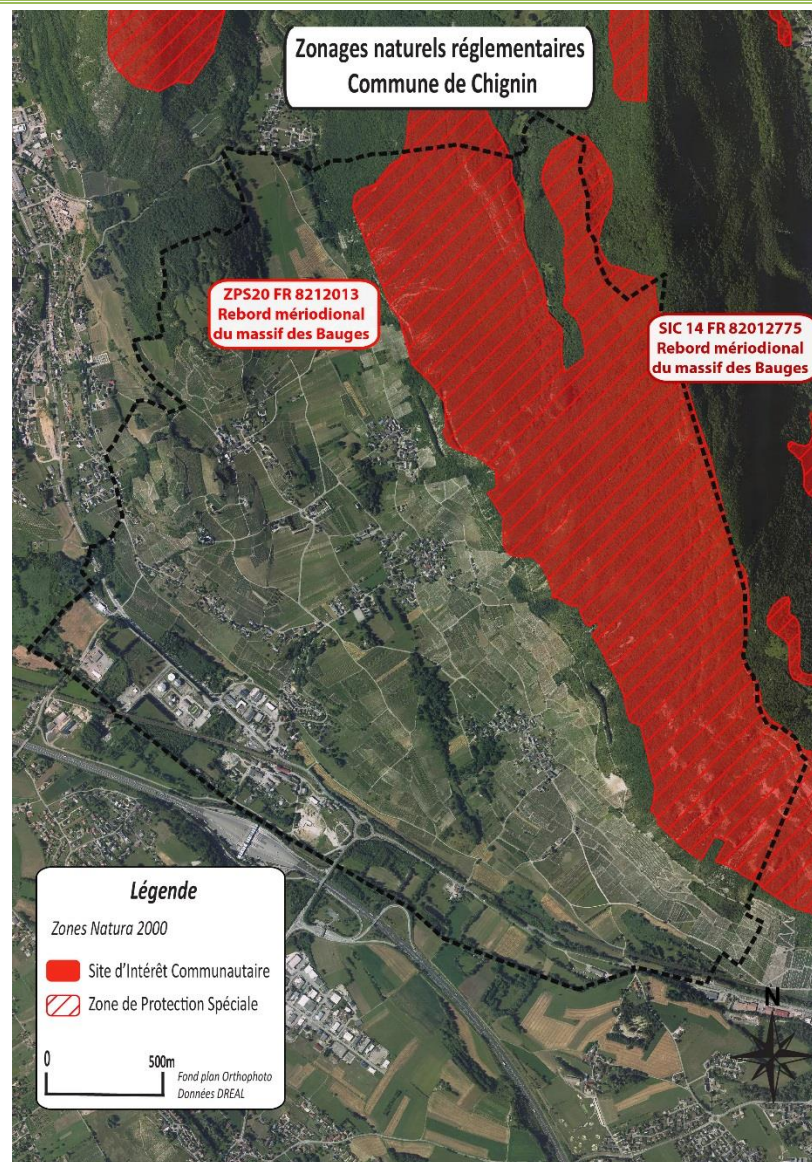 Zonages naturels réglementaires
Commune de Chignin
ZPS20 FR 8212013
Rebord mériodional
du massif des Bauges
SIC 14 FR 82012775
Rebord mériodional
du massif des Bauges
Légende
Zones Natura 2000
Site d'Intérêt Communautaire
Zone de Protection Spéciale
0
500m
Fond plan Orthophoto
Données DREAL
N